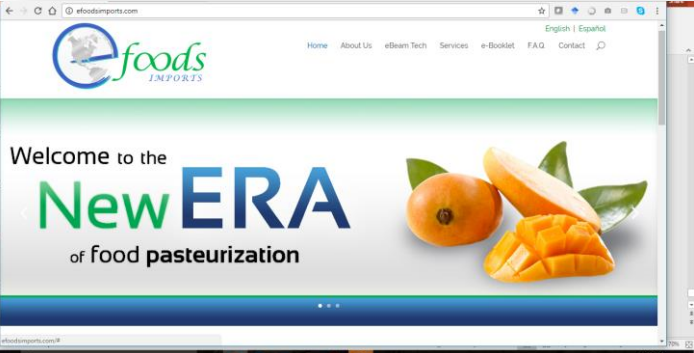 efoodsimports.com
English | Español
efoods
IMPORTS
Home About Us eBeam Tech Services e-Booklet F.A.Q. Contact
Welcome to the
New ERA
of food pasteurization
efoodsimports.com/#
70%